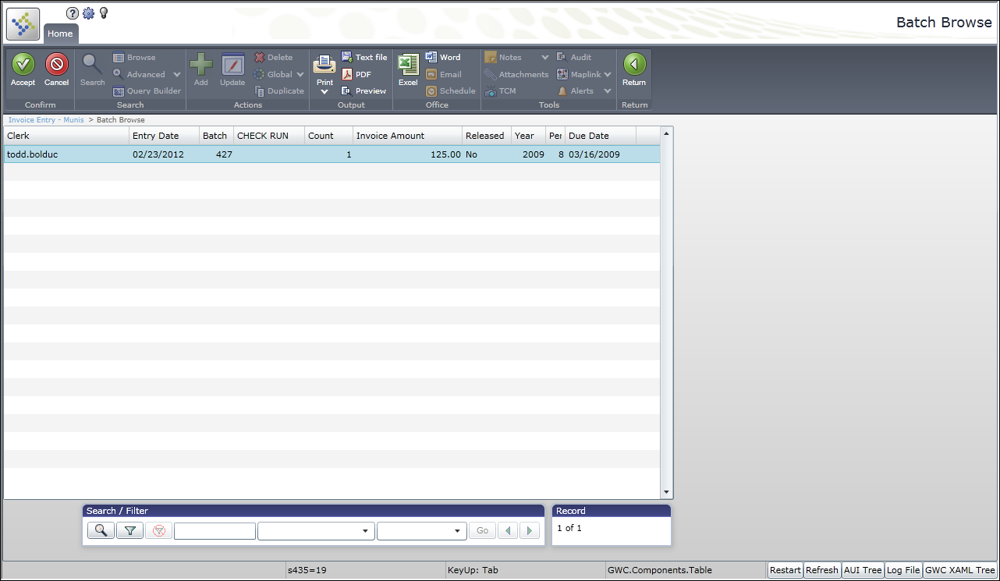 ?
Home
Batch Browse
Accept Cancel
Confirm
Search Browse Advanced Query Builder
Search
Add Update Delete Global Duplicate
Actions
Print Text file PDF Preview
Output
Excel Word Email Schedule
Office
Notes Attachments TCM Audit Maplink Alerts
Tools
Return
Return
Invoice Entry - Munis > Batch Browse
Clerk Entry Date Batch CHECK RUN Count Invoice Amount Released Year Per Due Date
todd.bolduc 02/23/2012 427 1 125.00 No 2009 8 03/16/2009
Search / Filter
Go
Record
1 of 1
s435=19 KeyUp: Tab GWC.Components.Table Restart Refresh AUI Tree Log File GWC XAML Tree